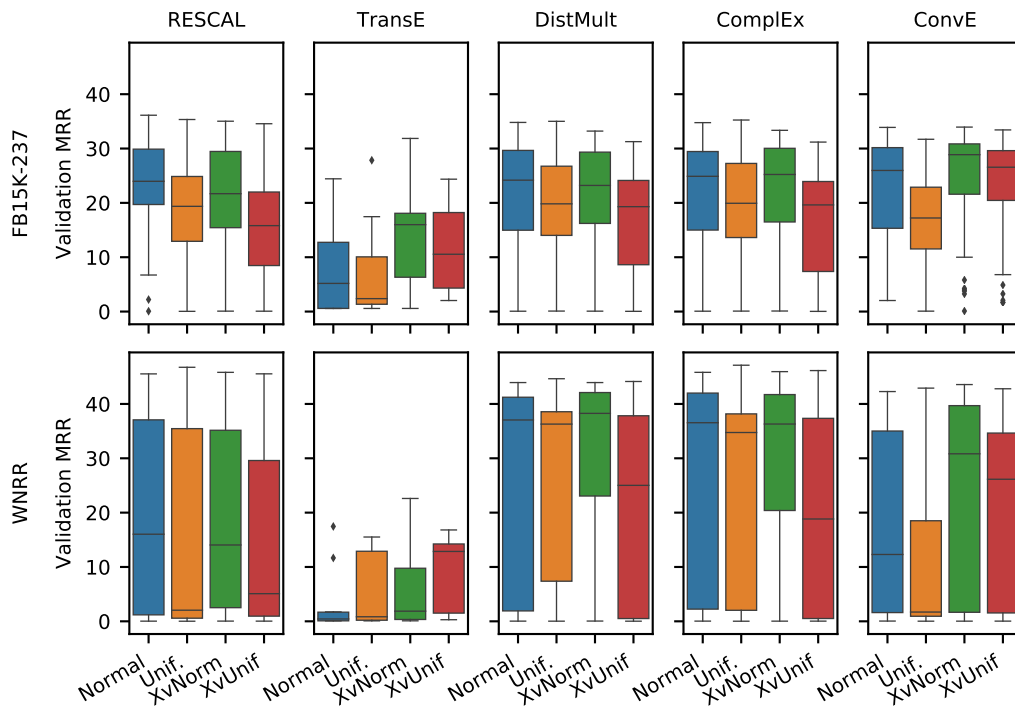 RESCAL TransE DistMult ComplEx ConvE
FB15K-237
Validation MRR
40
30
20
10
0
WNRR
Validation MRR
40
30
20
10
0
Normal Unif. XvNorm XvUnif Normal Unif. XvNorm XvUnif Normal Unif. XvNorm XvUnif Normal Unif. XvNorm XvUnif Normal Unif. XvNorm XvUnif